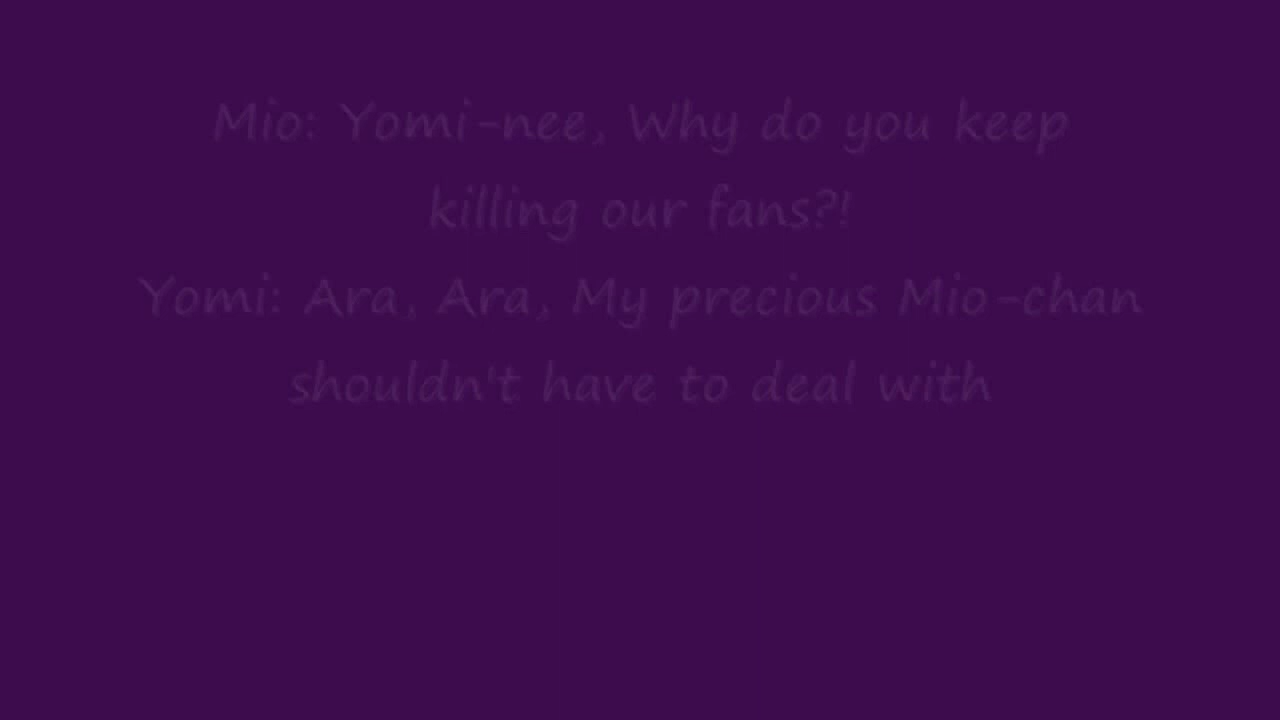 Mio: Yomi-nee, Why do you keep
killing our fans?!
Yomi: Ara, Ara, My precious Mio-chan
shouldn't have to deal with